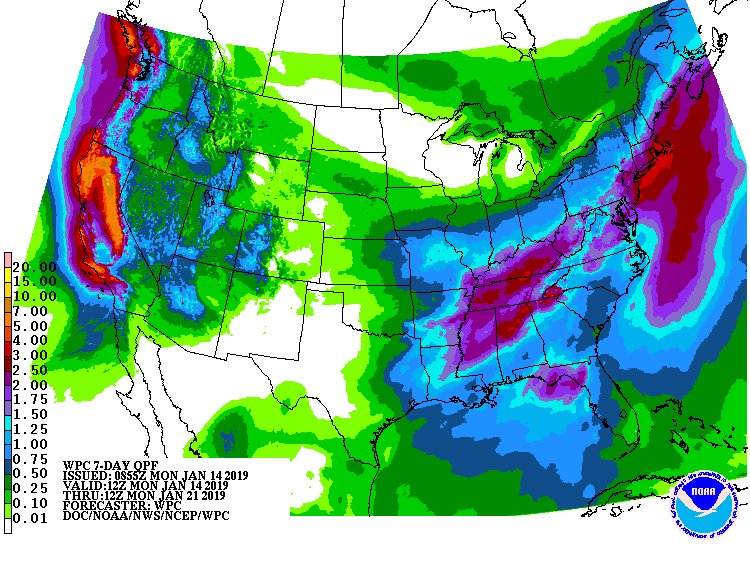 20.00
15.00
10.00
7.00
5.00
4.00
3.00
2.50
2.00
1.75
1.50
1.25
1.00
0.75
0.50
0.25
0.10
0.01
WPC 7-DAY QPF
ISSUED: 0855Z MON JAN 14 2019
VALID: 12Z MON JAN 14 2019
THRU: 12Z MON JAN 21 2019
FORECASTER: WPC
DOC/NOAA/NWS/NCEP/WPC
NOAA